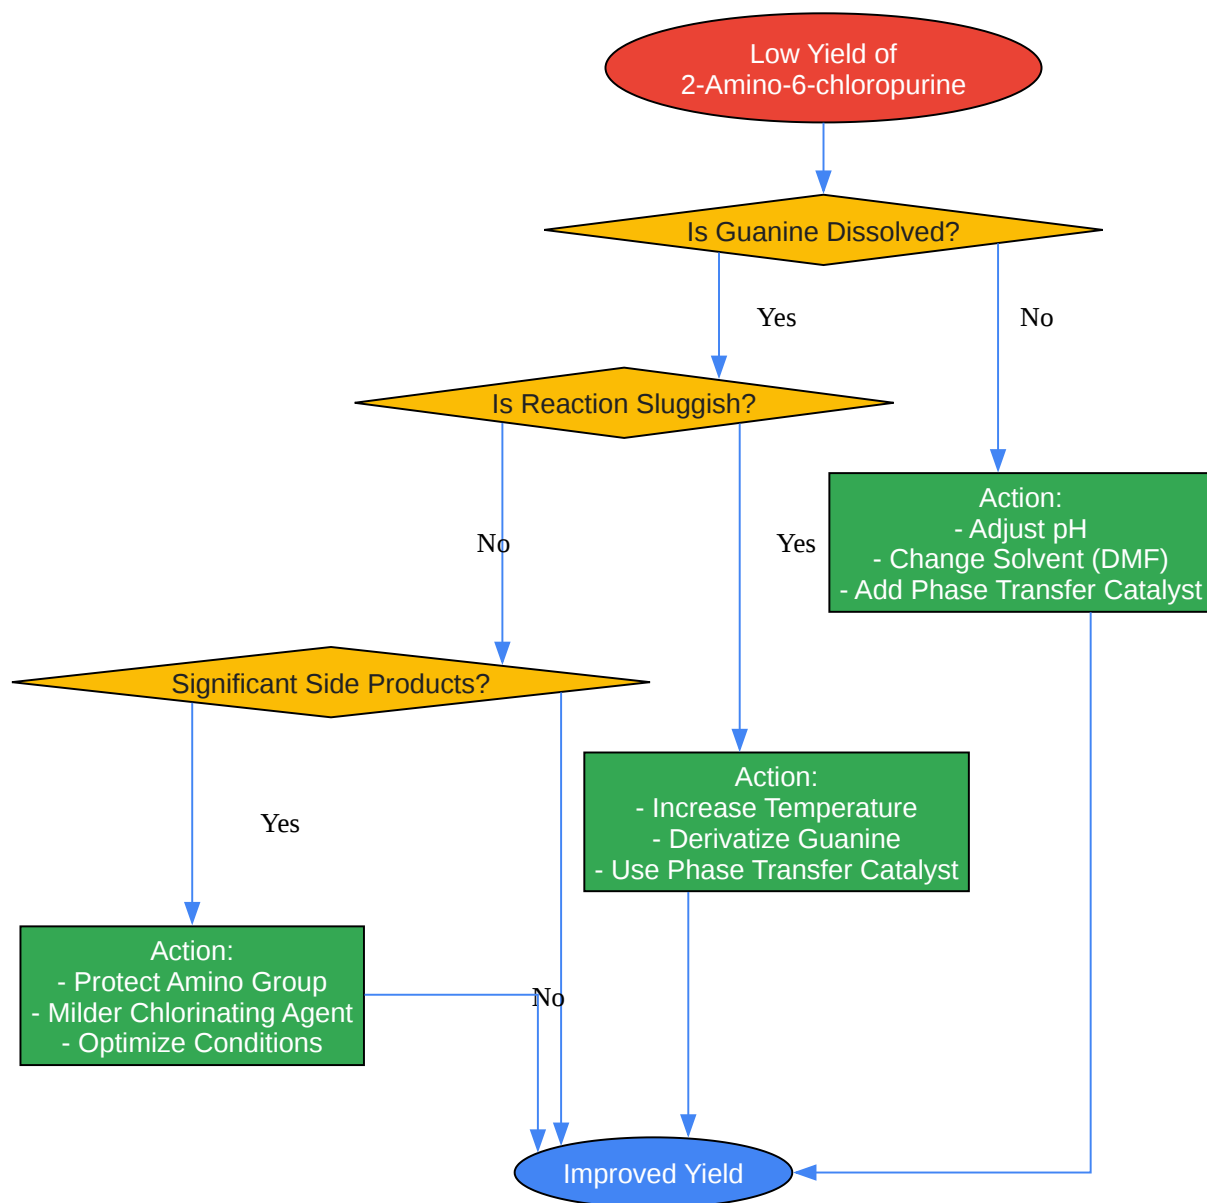 Low Yield of
2-Amino-6-chloropurine
Is Guanine Dissolved?
Yes
No
Is Reaction Sluggish?
Action:
- Adjust pH
- Change Solvent (DMF)
- Add Phase Transfer Catalyst
No
Yes
Significant Side Products?
Action:
- Increase Temperature
- Derivatize Guanine
- Use Phase Transfer Catalyst
Yes
Action:
- Protect Amino Group
- Milder Chlorinating Agent
- Optimize Conditions
No
Improved Yield